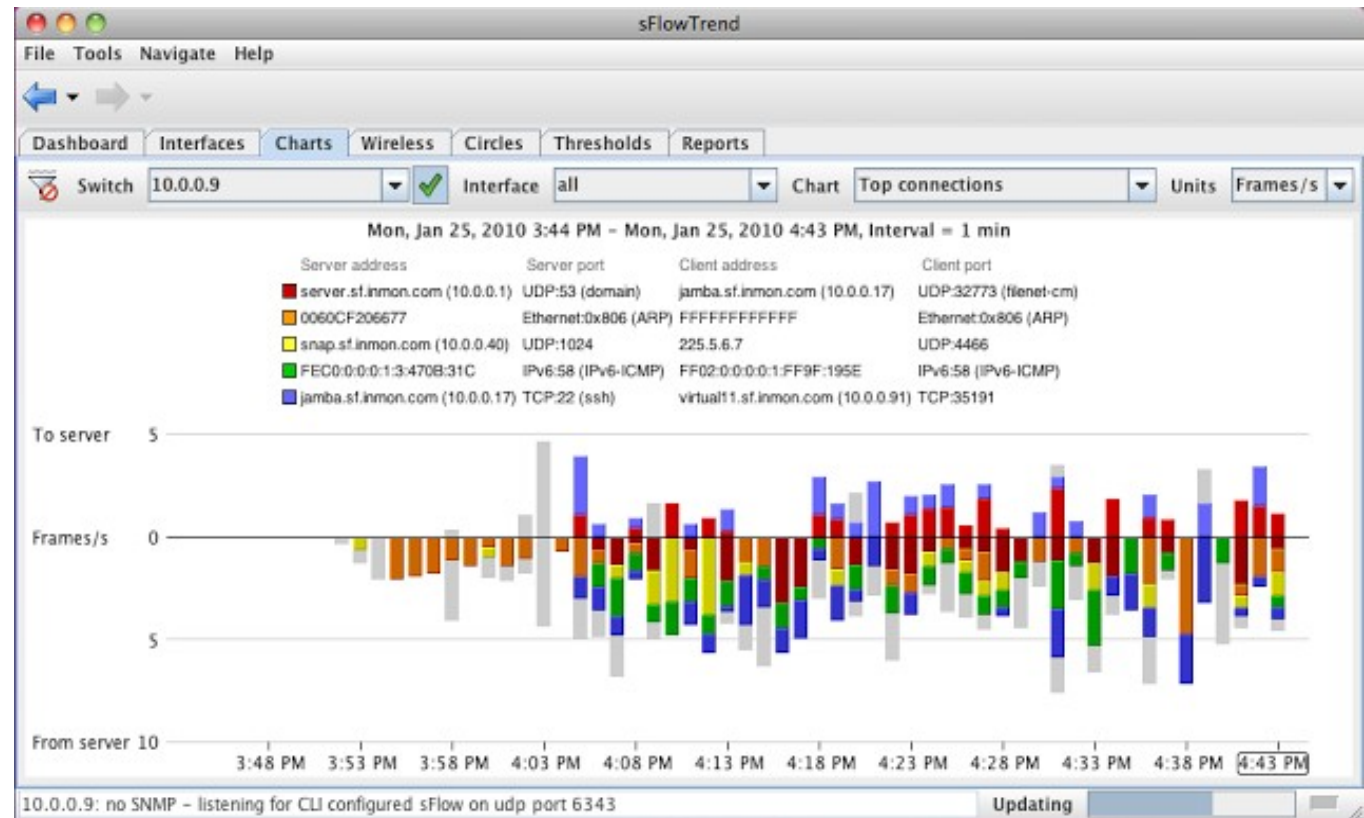 sFlowTrend
File Tools Navigate Help
Dashboard Interfaces Charts Wireless Circles Thresholds Reports
Switch 10.0.0.9 Interface all Chart Top connections Units Frames/s
Mon, Jan 25, 2010 3:44 PM – Mon, Jan 25, 2010 4:43 PM, Interval = 1 min
Server address Server port Client address Client port
server.sf.inmon.com (10.0.0.1) UDP:53 (domain) jamba.sf.inmon.com (10.0.0.17) UDP:32773 (filenet-cm)
0060CF206677 Ethernet:0x806 (ARP) FFFFFFFFFFFF Ethernet:0x806 (ARP)
snap.sf.inmon.com (10.0.0.40) UDP:1024 225.5.6.7 UDP:4466
FEC0:0:0:0:1:3:470B:31C IPv6:58 (IPv6-ICMP) FF02:0:0:0:0:1:FF9F:195E IPv6:58 (IPv6-ICMP)
jamba.sf.inmon.com (10.0.0.17) TCP:22 (ssh) virtual11.sf.inmon.com (10.0.0.91) TCP:35191
To server 5
Frames/s 0
5
From server 10
3:48 PM 3:53 PM 3:58 PM 4:03 PM 4:08 PM 4:13 PM 4:18 PM 4:23 PM 4:28 PM 4:33 PM 4:38 PM 4:43 PM
10.0.0.9: no SNMP – listening for CLI configured sFlow on udp port 6343 Updating